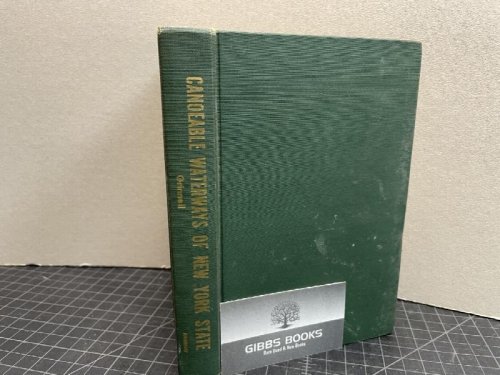 CANOEABLE WATERWAYS OF NEW YORK STATE
GIBBS BOOKS
Rare Used & New Books